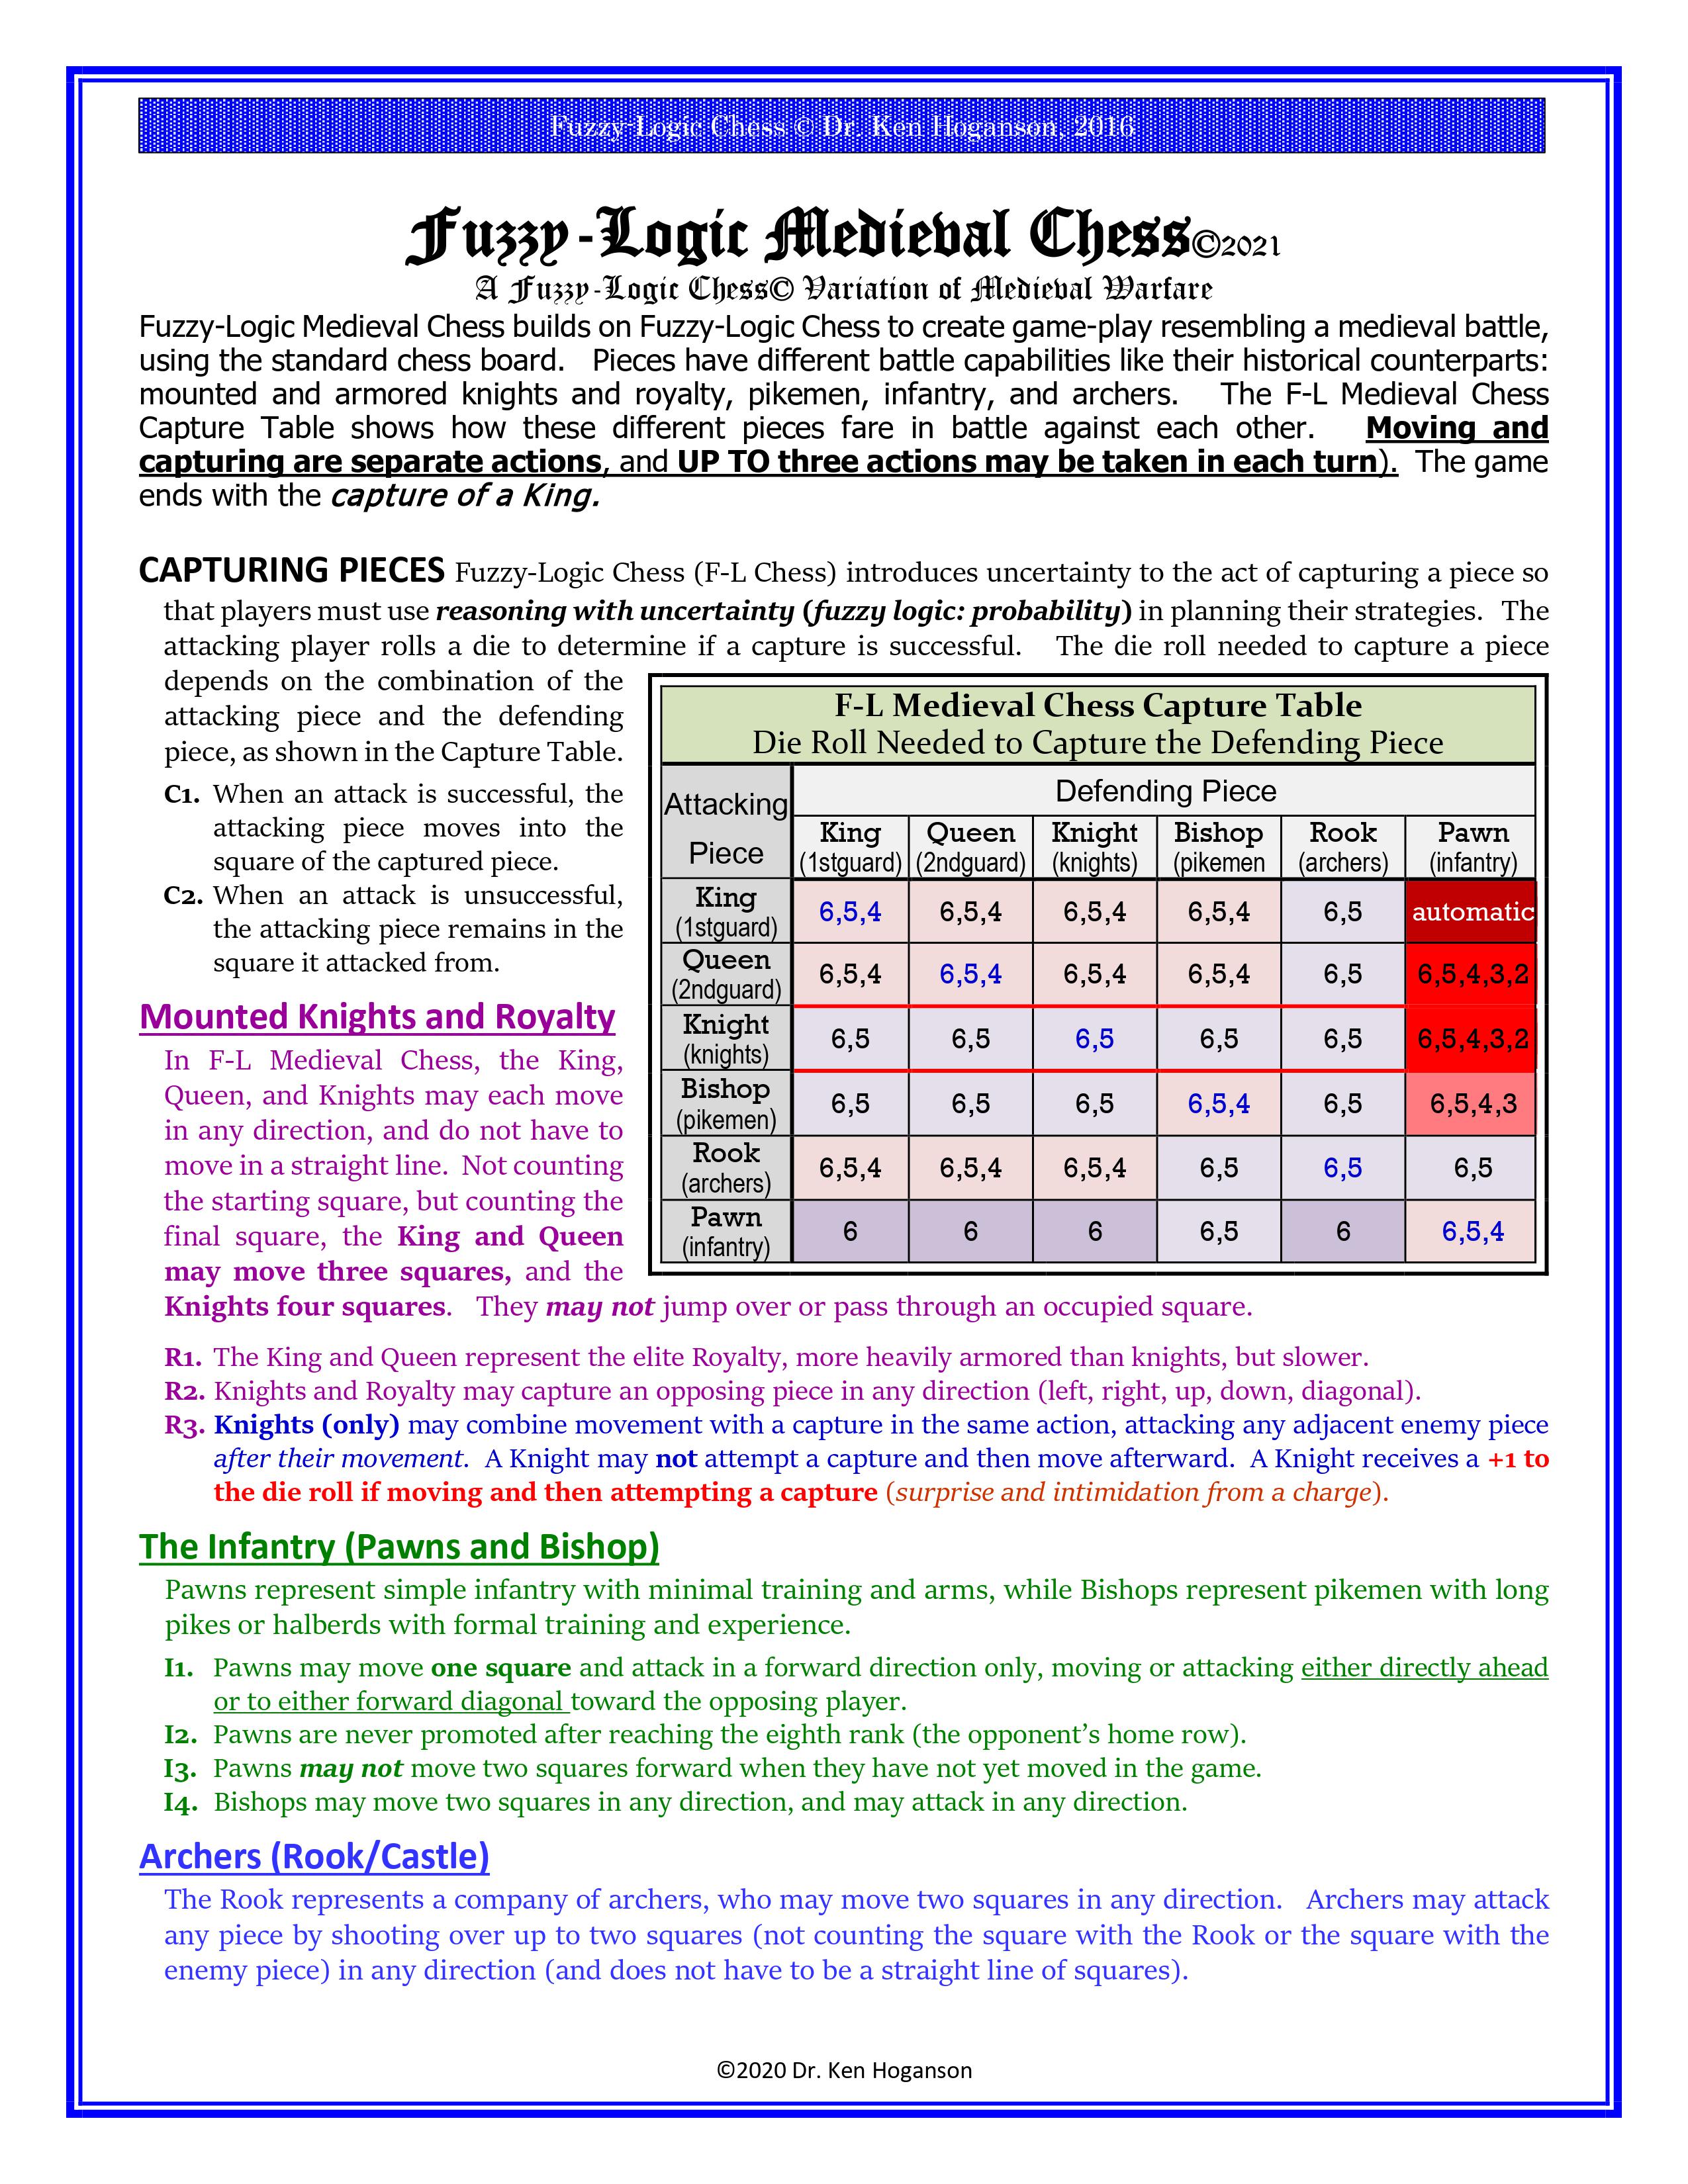 Fuzzy-Logic Chess © Dr. Ken Hoganson, 2016
Fuzzy-Logic Medieval Chess©2021
A Fuzzy-Logic Chess© Variation of Medieval Warfare
Fuzzy-Logic Medieval Chess builds on Fuzzy-Logic Chess to create game-play resembling a medieval battle,
using the standard chess board. Pieces have different battle capabilities like their historical counterparts:
mounted and armored knights and royalty, pikemen, infantry, and archers. The F-L Medieval Chess
Capture Table shows how these different pieces fare in battle against each other. Moving and
capturing are separate actions, and UP TO three actions may be taken in each turn). The game
ends with the capture of a King.
CAPTURING PIECES Fuzzy-Logic Chess (F-L Chess) introduces uncertainty to the act of capturing a piece so
that players must use reasoning with uncertainty (fuzzy logic: probability) in planning their strategies. The
attacking player rolls a die to determine if a capture is successful. The die roll needed to capture a piece
depends on the combination of the
attacking piece and the defending
piece, as shown in the Capture Table.
C1. When an attack is successful, the
attacking piece moves into the
square of the captured piece.
C2. When an attack is unsuccessful,
the attacking piece remains in the
square it attacked from.
F-L Medieval Chess Capture Table
Die Roll Needed to Capture the Defending Piece
Attacking Piece
Defending Piece
King Queen Knight Bishop Rook Pawn
(1stguard) (2ndguard) (knights) (pikemen (archers) (infantry)
King (1stguard) 6,5,4 6,5,4 6,5,4 6,5,4 6,5 automatic
Queen (2ndguard) 6,5,4 6,5,4 6,5,4 6,5,4 6,5 6,5,4,3,2
Knight (knights) 6,5 6,5 6,5 6,5 6,5 6,5,4,3,2
Bishop (pikemen) 6,5 6,5 6,5 6,5,4 6,5 6,5,4,3
Rook (archers) 6,5,4 6,5,4 6,5,4 6,5 6,5 6,5
Pawn (infantry) 6 6 6 6,5 6 6,5,4
Mounted Knights and Royalty
In F-L Medieval Chess, the King,
Queen, and Knights may each move
in any direction, and do not have to
move in a straight line. Not counting
the starting square, but counting the
final square, the King and Queen
may move three squares, and the
Knights four squares. They may not jump over or pass through an occupied square.
R1. The King and Queen represent the elite Royalty, more heavily armored than knights, but slower.
R2. Knights and Royalty may capture an opposing piece in any direction (left, right, up, down, diagonal).
R3. Knights (only) may combine movement with a capture in the same action, attacking any adjacent enemy piece
after their movement. A Knight may not attempt a capture and then move afterward. A Knight receives a +1 to
the die roll if moving and then attempting a capture (surprise and intimidation from a charge).
The Infantry (Pawns and Bishop)
Pawns represent simple infantry with minimal training and arms, while Bishops represent pikemen with long
pikes or halberds with formal training and experience.
I1. Pawns may move one square and attack in a forward direction only, moving or attacking either directly ahead
or to either forward diagonal toward the opposing player.
I2. Pawns are never promoted after reaching the eighth rank (the opponent’s home row).
I3. Pawns may not move two squares forward when they have not yet moved in the game.
I4. Bishops may move two squares in any direction, and may attack in any direction.
Archers (Rook/Castle)
The Rook represents a company of archers, who may move two squares in any direction. Archers may attack
any piece by shooting over up to two squares (not counting the square with the Rook or the square with the
enemy piece) in any direction (and does not have to be a straight line of squares).
©2020 Dr. Ken Hoganson